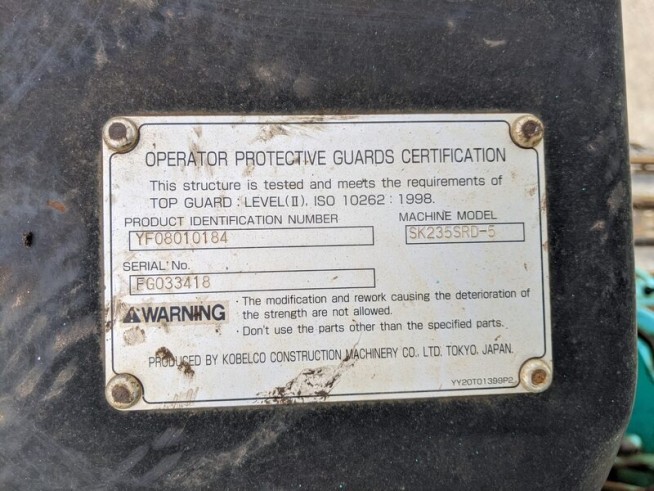 OPERATOR PROTECTIVE GUARDS CERTIFICATION
This structure is tested and meets the requirements of
TOP GUARD : LEVEL(Ⅱ), ISO 10262 : 1998.
PRODUCT IDENTIFICATION NUMBER
MACHINE MODEL
YF08010184
SK235SRD-5
SERIAL No.
FG033418
WARNING
· The modification and rework causing the deterioration of
the strength are not allowed.
· Don't use the parts other than the specified parts.
PRODUCED BY KOBELCO CONSTRUCTION MACHINERY CO., LTD. TOKYO, JAPAN.
YY20T01399P2